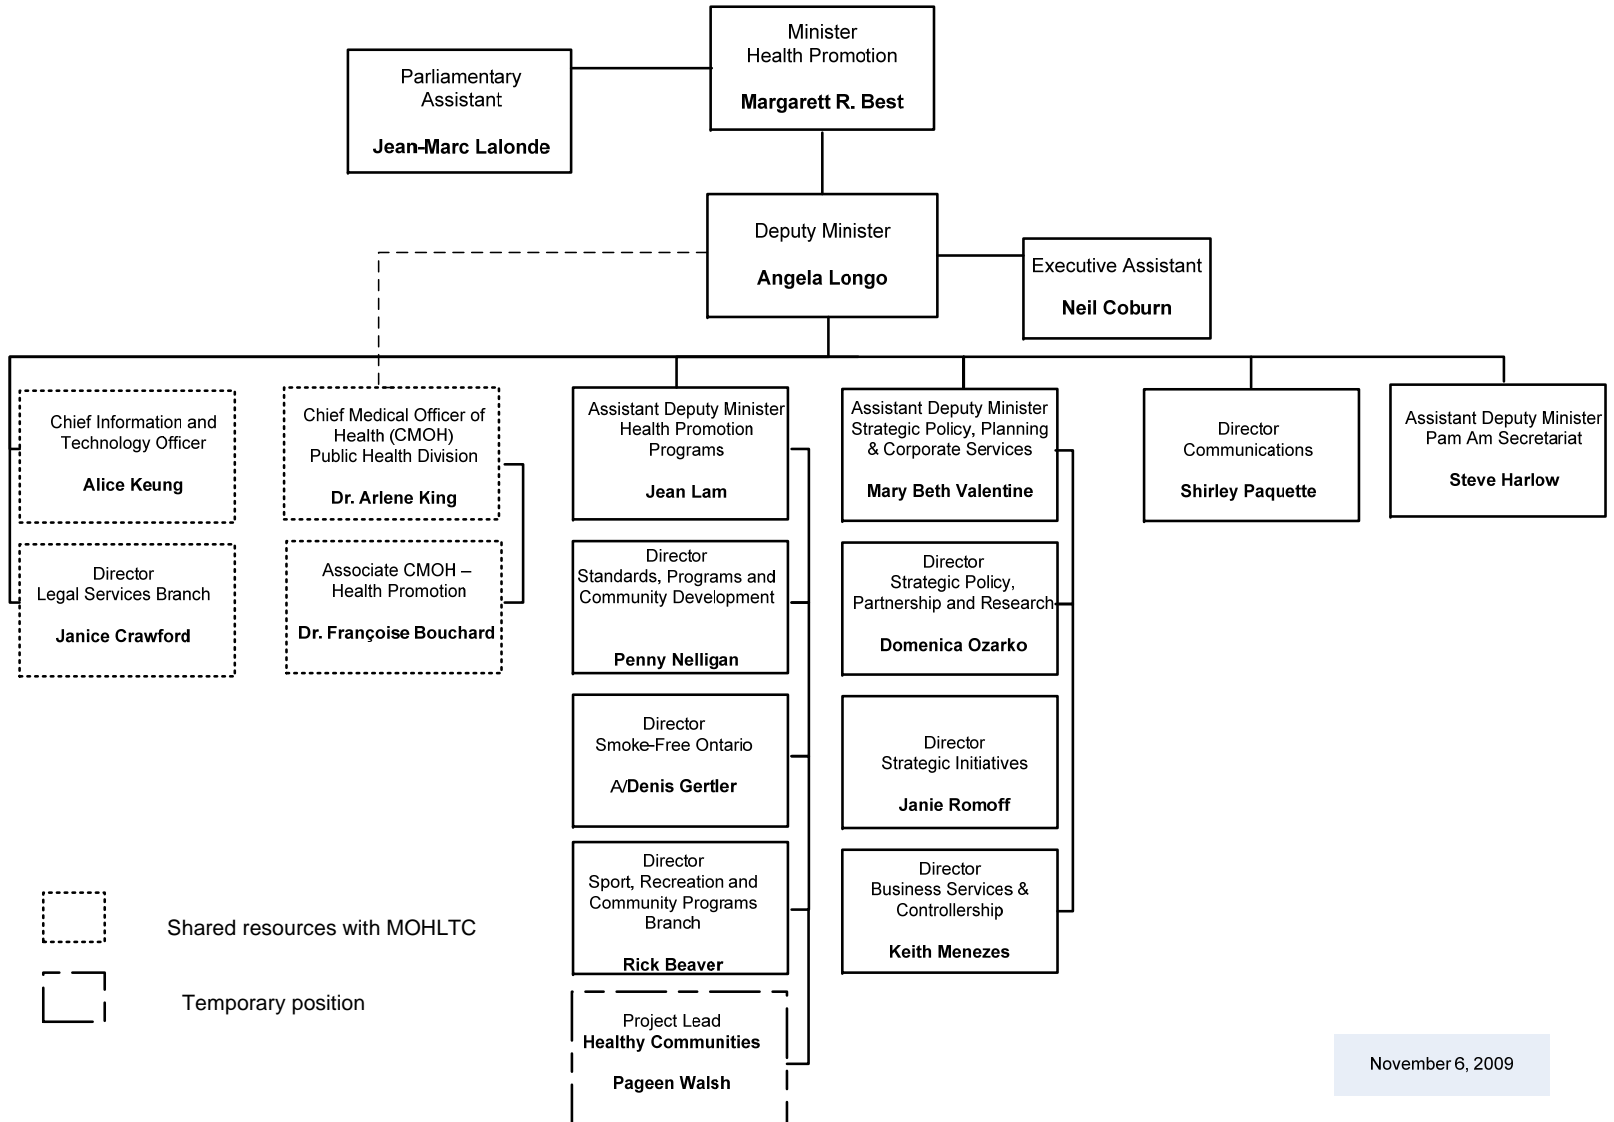 Minister
Health Promotion
Margarett R. Best
Parliamentary
Assistant
Jean-Marc Lalonde
Deputy Minister
Angela Longo
Executive Assistant
Neil Coburn
Chief Information and
Technology Officer
Alice Keung
Chief Medical Officer of
Health (CMOH)
Public Health Division
Dr. Arlene King
Assistant Deputy Minister
Health Promotion
Programs
Jean Lam
Assistant Deputy Minister
Strategic Policy, Planning
& Corporate Services
Mary Beth Valentine
Director
Communications
Shirley Paquette
Assistant Deputy Minister
Pam Am Secretariat
Steve Harlow
Director
Legal Services Branch
Janice Crawford
Associate CMOH –
Health Promotion
Dr. Françoise Bouchard
Director
Standards, Programs and
Community Development
Penny Nelligan
Director
Strategic Policy,
Partnership and Research
Domenica Ozarko
Director
Smoke-Free Ontario
A/Denis Gertler
Director
Strategic Initiatives
Janie Romoff
Director
Sport, Recreation and
Community Programs
Branch
Rick Beaver
Director
Business Services &
Controllership
Keith Menezes
Project Lead
Healthy Communities
Pageen Walsh
Shared resources with MOHLTC
Temporary position
November 6, 2009